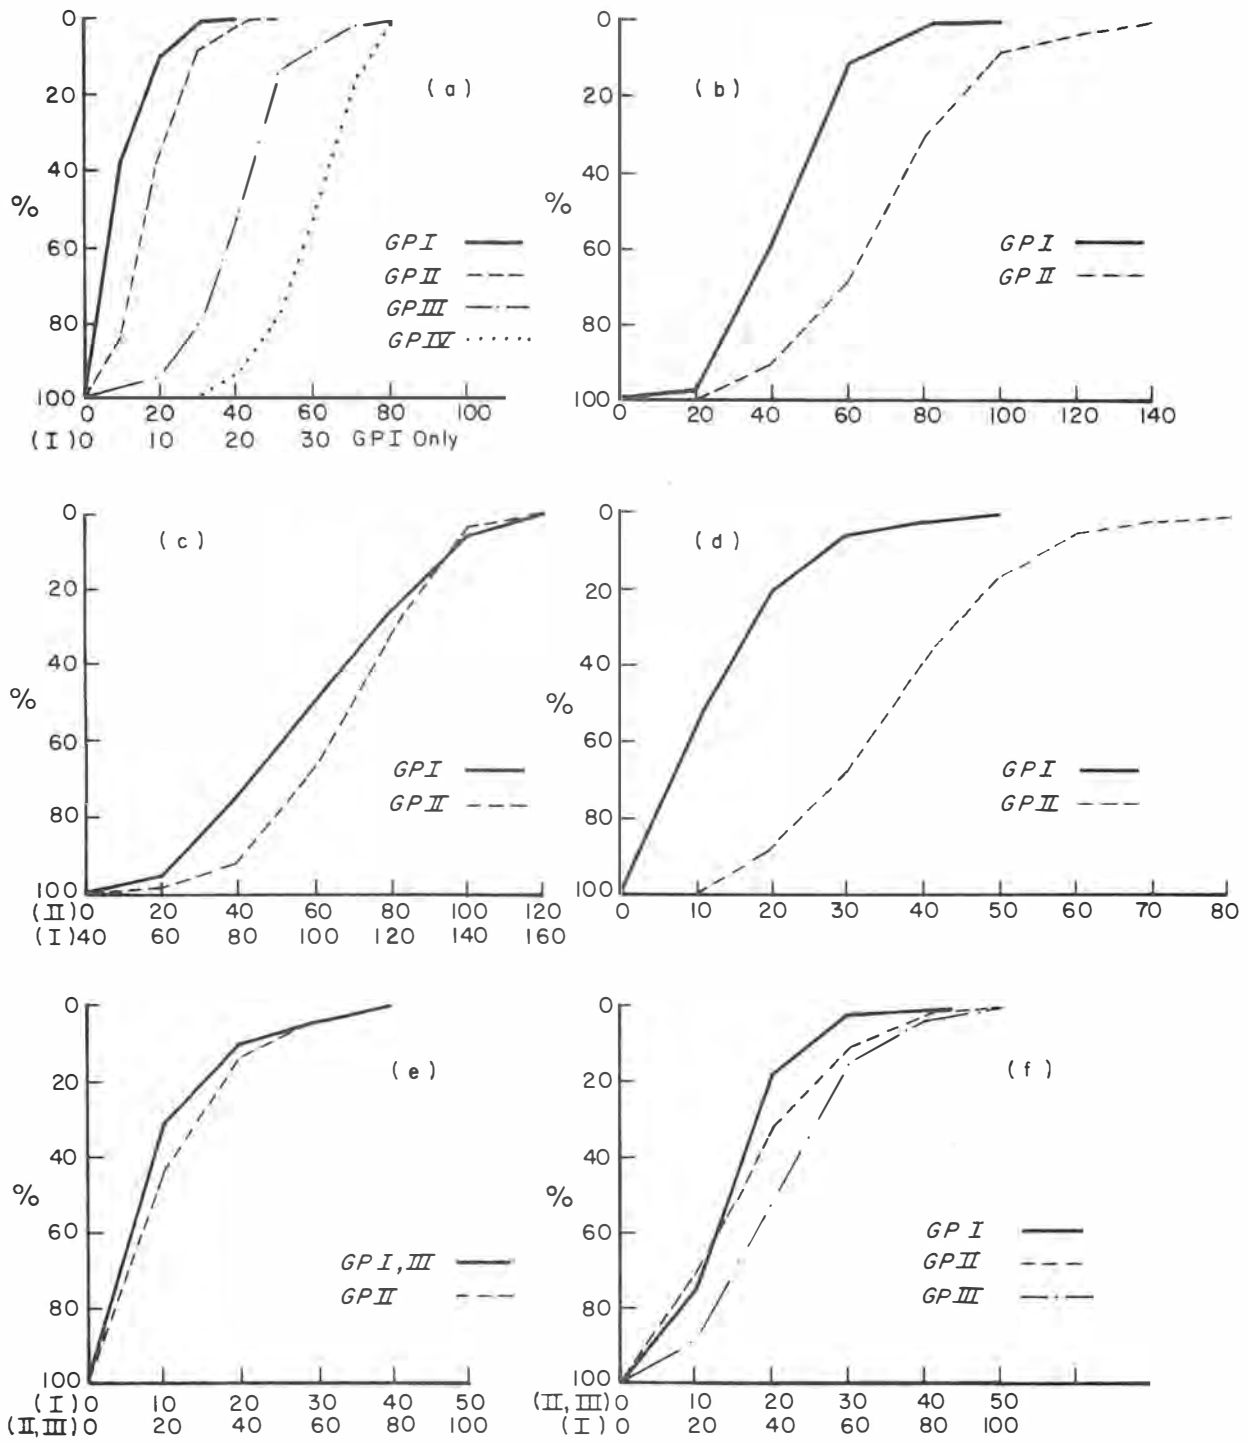 0
20
40
60
80
100
%
(a)
GPI
GPII
GPIII
GPIV
0 20 40 60 80 100
(I) 0 10 20 30 GPI Only
0
20
40
60
80
100
%
(b)
GPI
GPII
0 20 40 60 80 100 120 140
0
20
40
60
80
100
%
(c)
GPI
GPII
(II) 0 20 40 60 80 100 120
(I) 40 60 80 100 120 140 160
0
20
40
60
80
100
%
(d)
GPI
GPII
0 10 20 30 40 50 60 70 80
0
20
40
60
80
100
%
(e)
GPI,III
GPII
(I) 0 10 20 30 40 50
(II,III) 0 20 40 60 80 100
0
20
40
60
80
100
%
(f)
GPI
GPII
GPIII
(II,III) 0 10 20 30 40 50
(I) 0 20 40 60 80 100